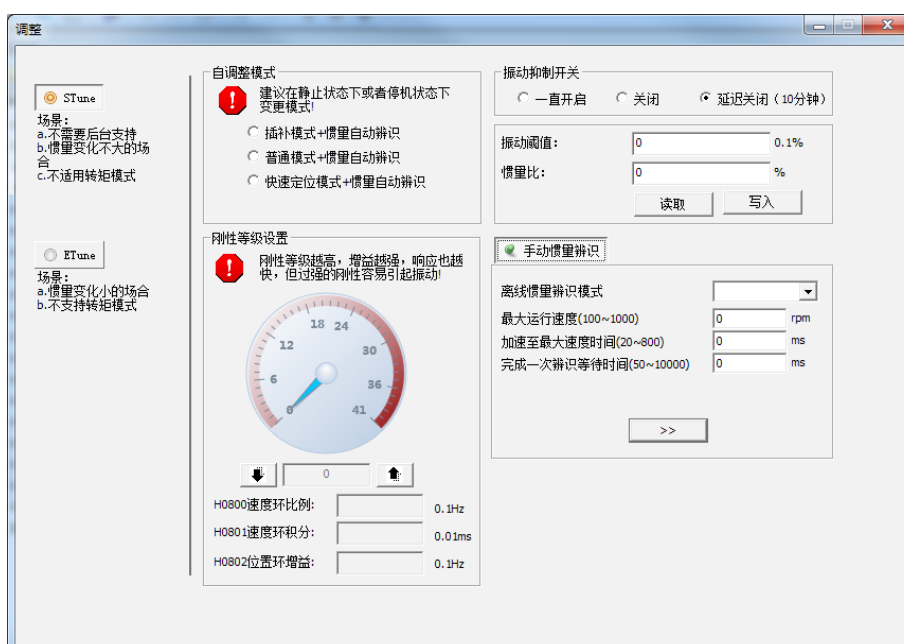 调整
STune
场景:
a.不需要后台支持
b.惯量变化不大的场
合
c.不适用转矩模式
ETune
场景:
a.惯量变化小的场合
b.不支持转矩模式
自调整模式
建议在静止状态下或者停机状态下
变更模式!
插补模式+惯量自动辨识
普通模式+惯量自动辨识
快速定位模式+惯量自动辨识
刚性等级设置
刚性等级越高，增益越强，响应也越
快，但过强的刚性容易引起振动!
0 6 12 18 24 30 36 41
0
H0800速度环比例: 0.1Hz
H0801速度环积分: 0.01ms
H0802位置环增益: 0.1Hz
振动抑制开关
一直开启 关闭 延迟关闭（10分钟）
振动阈值: 0 0.1%
惯量比: 0 %
读取 写入
手动惯量辨识
离线惯量辨识模式
最大运行速度(100~1000) 0 rpm
加速至最大速度时间(20~800) 0 ms
完成一次辨识等待时间(50~10000) 0 ms
>>